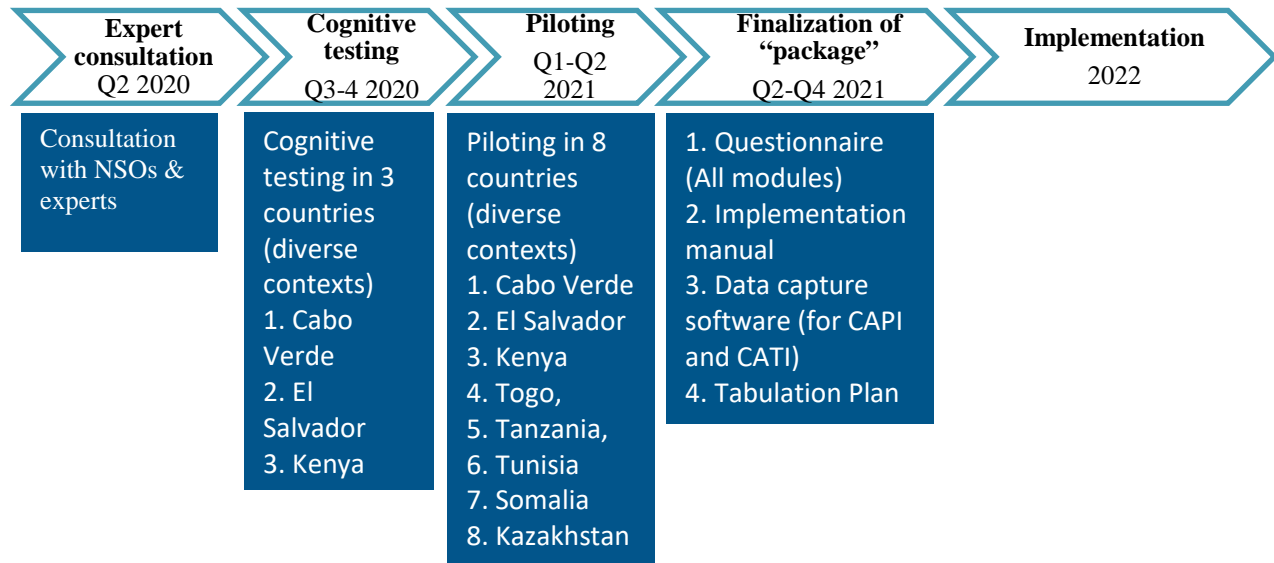 Expert
consultation
Q2 2020
Cognitive
testing
Q3-4 2020
Piloting
Q1-Q2
2021
Finalization of
“package”
Q2-Q4 2021
Implementation
2022
Consultation
with NSOs &
experts
Cognitive
testing in 3
countries
(diverse
contexts)
1. Cabo
Verde
2. El
Salvador
3. Kenya
Piloting in 8
countries
(diverse
contexts)
1. Cabo Verde
2. El Salvador
3. Kenya
4. Togo,
5. Tanzania,
6. Tunisia
7. Somalia
8. Kazakhstan
1. Questionnaire
(All modules)
2. Implementation
manual
3. Data capture
software (for CAPI
and CATI)
4. Tabulation Plan